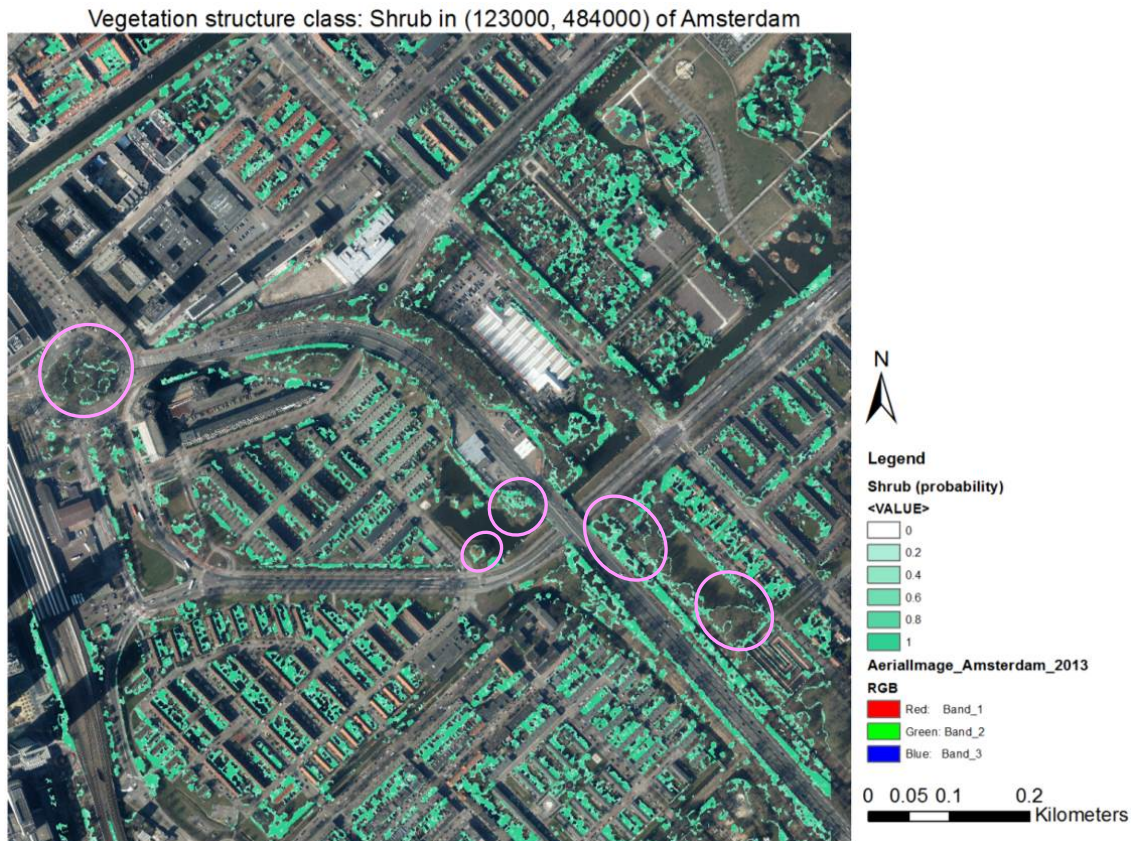 Vegetation structure class: Shrub in (123000, 484000) of Amsterdam
N
Legend
Shrub (probability)
<VALUE>
0
0.2
0.4
0.6
0.8
1
AerialImage_Amsterdam_2013
RGB
Red: Band_1
Green: Band_2
Blue: Band_3
0 0.05 0.1 0.2
Kilometers